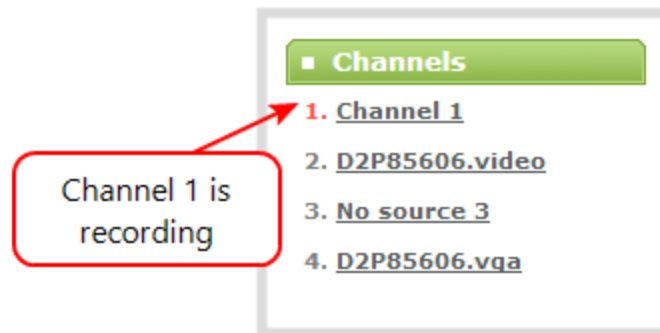 Channels
1. Channel 1
2. D2P85606.video
3. No source 3
4. D2P85606.vga
Channel 1 is
recording